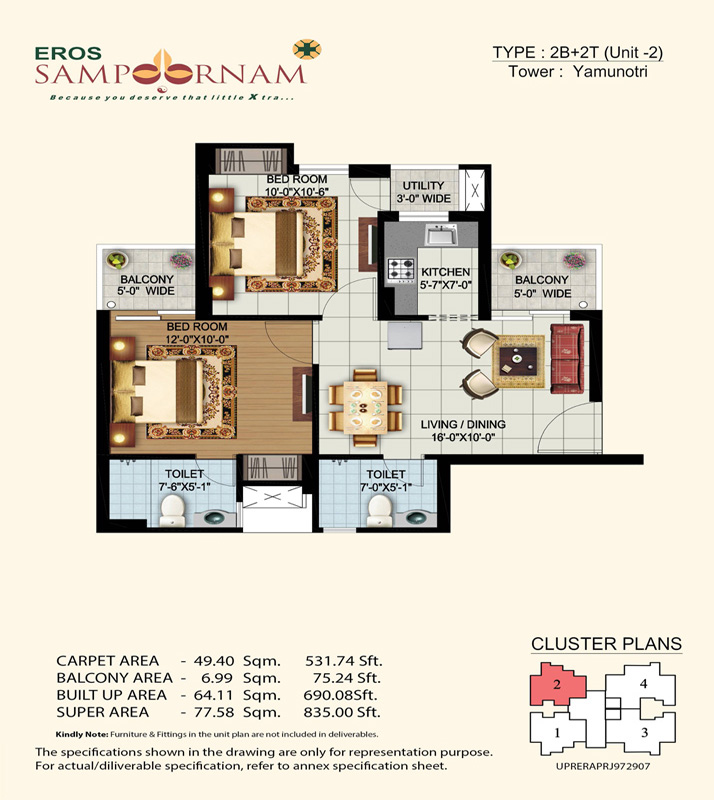 EROS
SAMPOORNAM
Because you deserve that little X tra...
TYPE : 2B+2T (Unit -2)
Tower : Yamunotri
BED ROOM
10'-0"X10'-6"
UTILITY
3'-0" WIDE
BALCONY
5'-0" WIDE
KITCHEN
5'-7"X7'-0"
BALCONY
5'-0" WIDE
BED ROOM
12'-0"X10'-0"
LIVING / DINING
16'-0"X10'-0"
TOILET
7'-6"X5'-1"
TOILET
7'-0"X5'-1"
CARPET AREA - 49.40 Sqm. 531.74 Sft.
BALCONY AREA - 6.99 Sqm. 75.24 Sft.
BUILT UP AREA - 64.11 Sqm. 690.08Sft.
SUPER AREA - 77.58 Sqm. 835.00 Sft.
Kindly Note: Furniture & Fittings in the unit plan are not included in deliverables.
The specifications shown in the drawing are only for representation purpose.
For actual/diliverable specification, refer to annex specification sheet.
CLUSTER PLANS
2 4
1 3
UPRERAPRJ972907